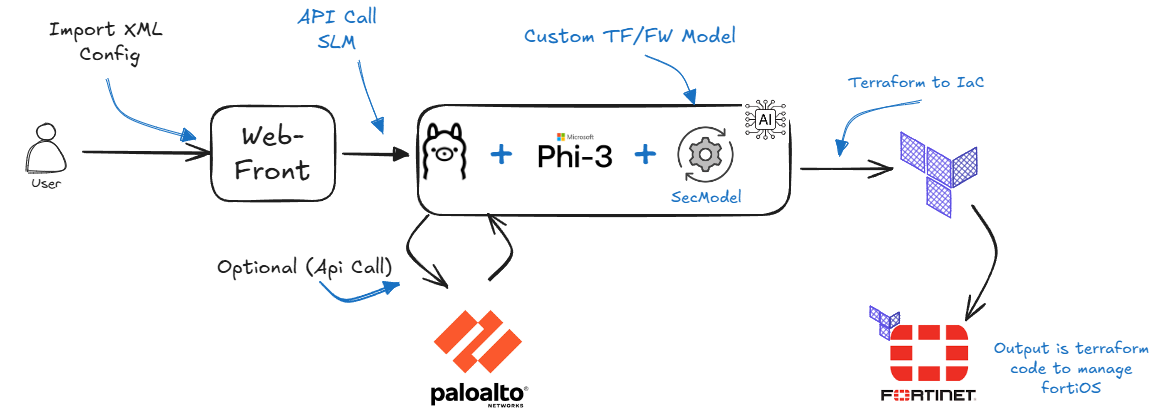 Import XML
Config
API Call
SLM
Custom TF/FW Model
Terraform to IaC
User
Web-
Front
+
Microsoft
Phi-3
+
AI
SecModel
Optional (Api Call)
paloalto®
NETWORKS
FORTINET
Output is terraform
code to manage
fortiOS